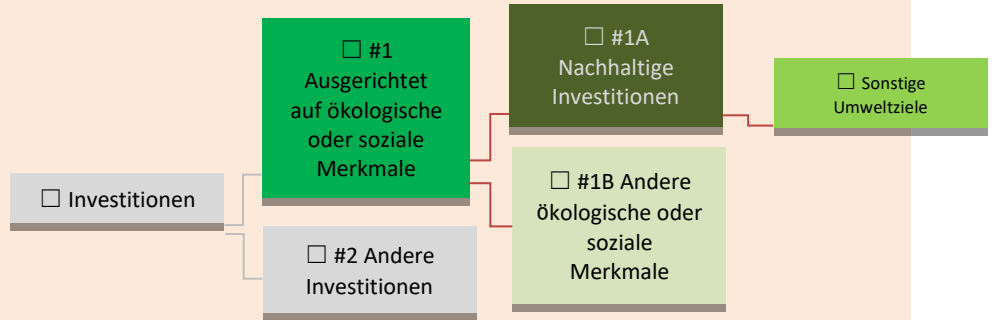 ☐ Investitionen
☐ #1
Ausgerichtet
auf ökologische
oder soziale
Merkmale
☐ #2 Andere
Investitionen
☐ #1A
Nachhaltige
Investitionen
☐ #1B Andere
ökologische oder
soziale
Merkmale
☐ Sonstige
Umweltziele